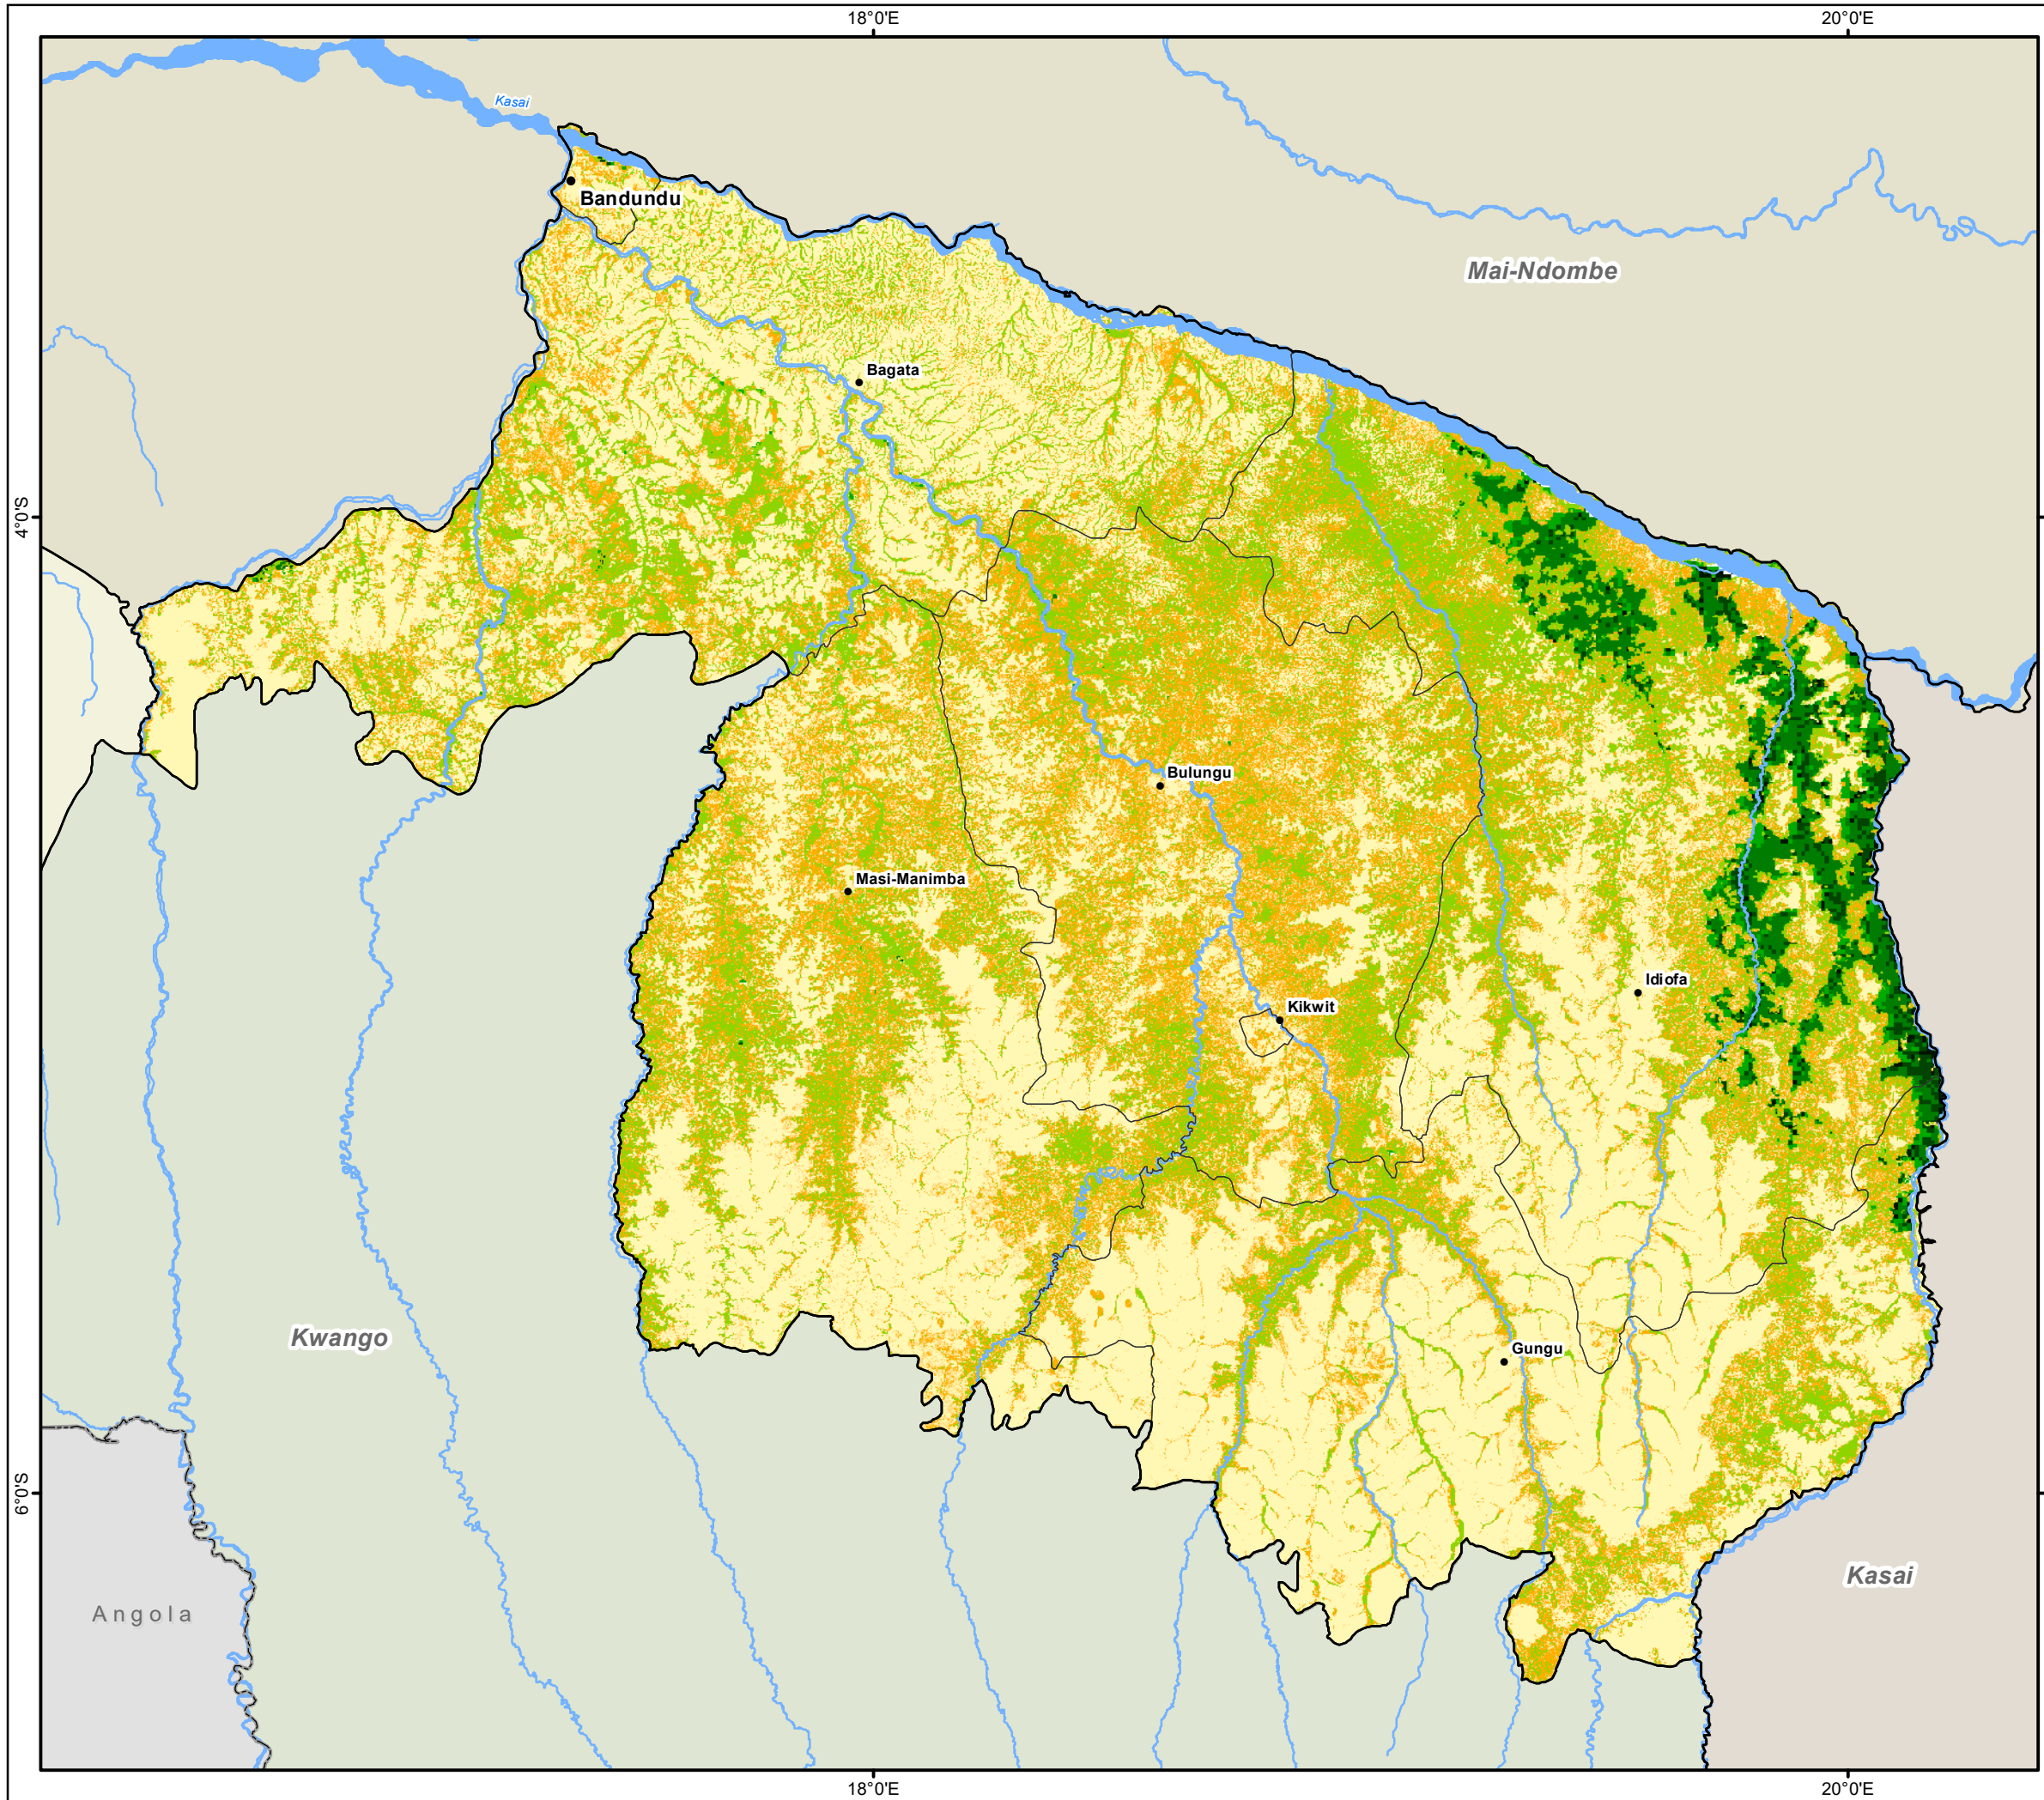 18°0'E
20°0'E
Kasai
Bandundu
Mai-Ndombe
Bagata
4°0'S
Bulungu
Masi-Manimba
Idiofa
Kikwit
Kwango
Gungu
6°0'S
Kasai
Angola
18°0'E
20°0'E